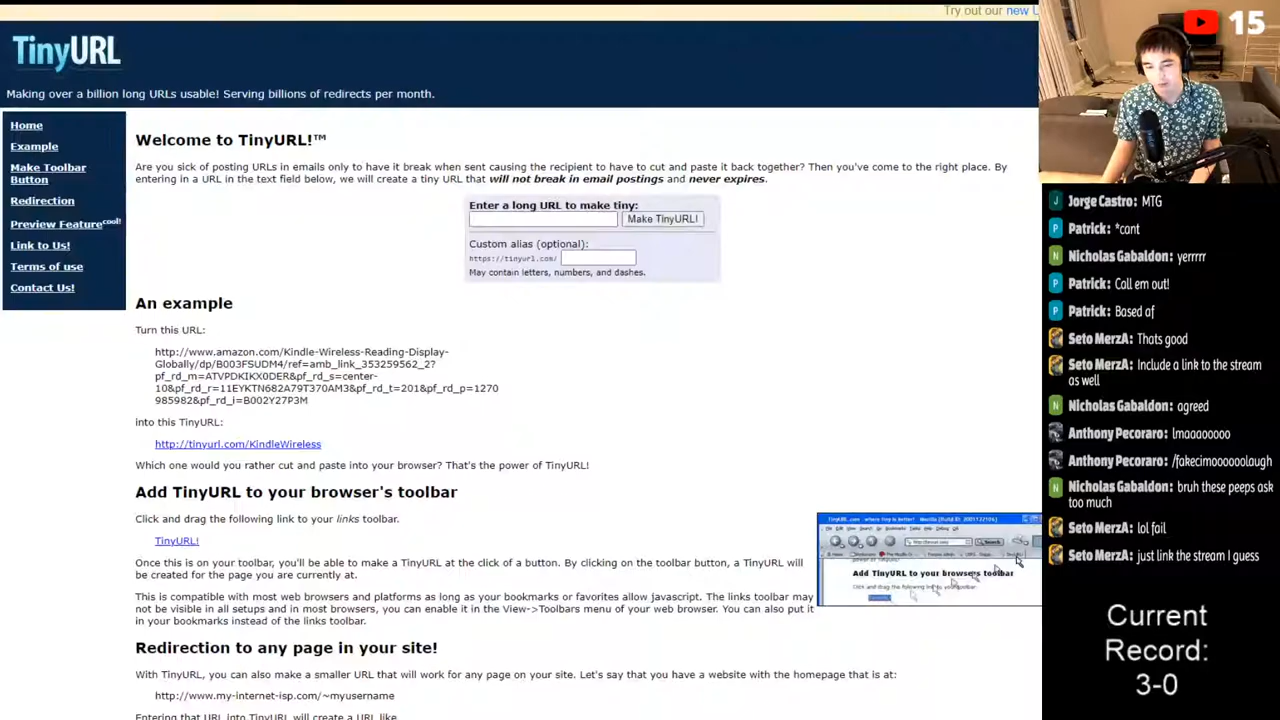 Try out our new U
TinyURL
Making over a billion long URLs usable! Serving billions of redirects per month.
Home
Example
Make Toolbar
Button
Redirection
Preview Feature cool!
Link to Us!
Terms of use
Contact Us!
Welcome to TinyURL!™
Are you sick of posting URLs in emails only to have it break when sent causing the recipient to have to cut and paste it back together? Then you've come to the right place. By
entering in a URL in the text field below, we will create a tiny URL that will not break in email postings and never expires.
Enter a long URL to make tiny:
Make TinyURL!
Custom alias (optional):
https://tinyurl.com/
May contain letters, numbers, and dashes.
An example
Turn this URL:
http://www.amazon.com/Kindle-Wireless-Reading-Display-
Globally/dp/B003FSUDM4/ref=amb_link_353259562_2?
pf_rd_m=ATVPDKIKX0DER&pf_rd_s=center-
10&pf_rd_r=11EYKTN682A79T370AM3&pf_rd_t=201&pf_rd_p=1270
985982&pf_rd_i=B002Y27P3M
into this TinyURL:
http://tinyurl.com/KindleWireless
Which one would you rather cut and paste into your browser? That's the power of TinyURL!
Add TinyURL to your browser's toolbar
Click and drag the following link to your links toolbar.
TinyURL!
Once this is on your toolbar, you'll be able to make a TinyURL at the click of a button. By clicking on the toolbar button, a TinyURL will
be created for the page you are currently at.
This is compatible with most web browsers and platforms as long as your bookmarks or favorites allow javascript. The links toolbar may
not be visible in all setups and in most browsers, you can enable it in the View->Toolbars menu of your web browser. You can also put it
in your bookmarks instead of the links toolbar.
Add TinyURL to your browsers toolbar
Redirection to any page in your site!
With TinyURL, you can also make a smaller URL that will work for any page on your site. Let's say that you have a website with the homepage that is at:
http://www.my-internet-isp.com/~myusername
Entering that URL into TinyURL will create a URL like
15
J Jorge Castro: MTG
P Patrick: *cant
N Nicholas Gabaldon: yerrrrr
P Patrick: Call em out!
P Patrick: Based af
Seto MerzA: Thats good
Seto MerzA: Include a link to the stream
as well
N Nicholas Gabaldon: agreed
Anthony Pecoraro: lmaaooooo
Anthony Pecoraro: /fakecimoooooolaugh
N Nicholas Gabaldon: bruh these peeps ask
too much
Seto MerzA: lol fail
Seto MerzA: just link the stream I guess
Current
Record:
3-0